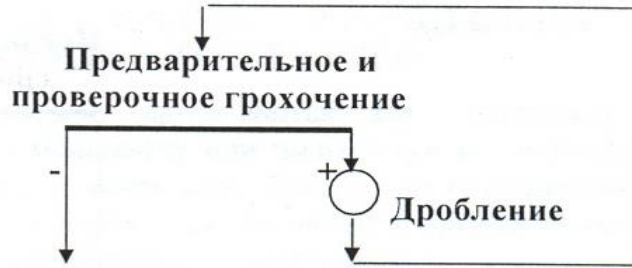 Предварительное и
проверочное грохочение
-
+
Дробление